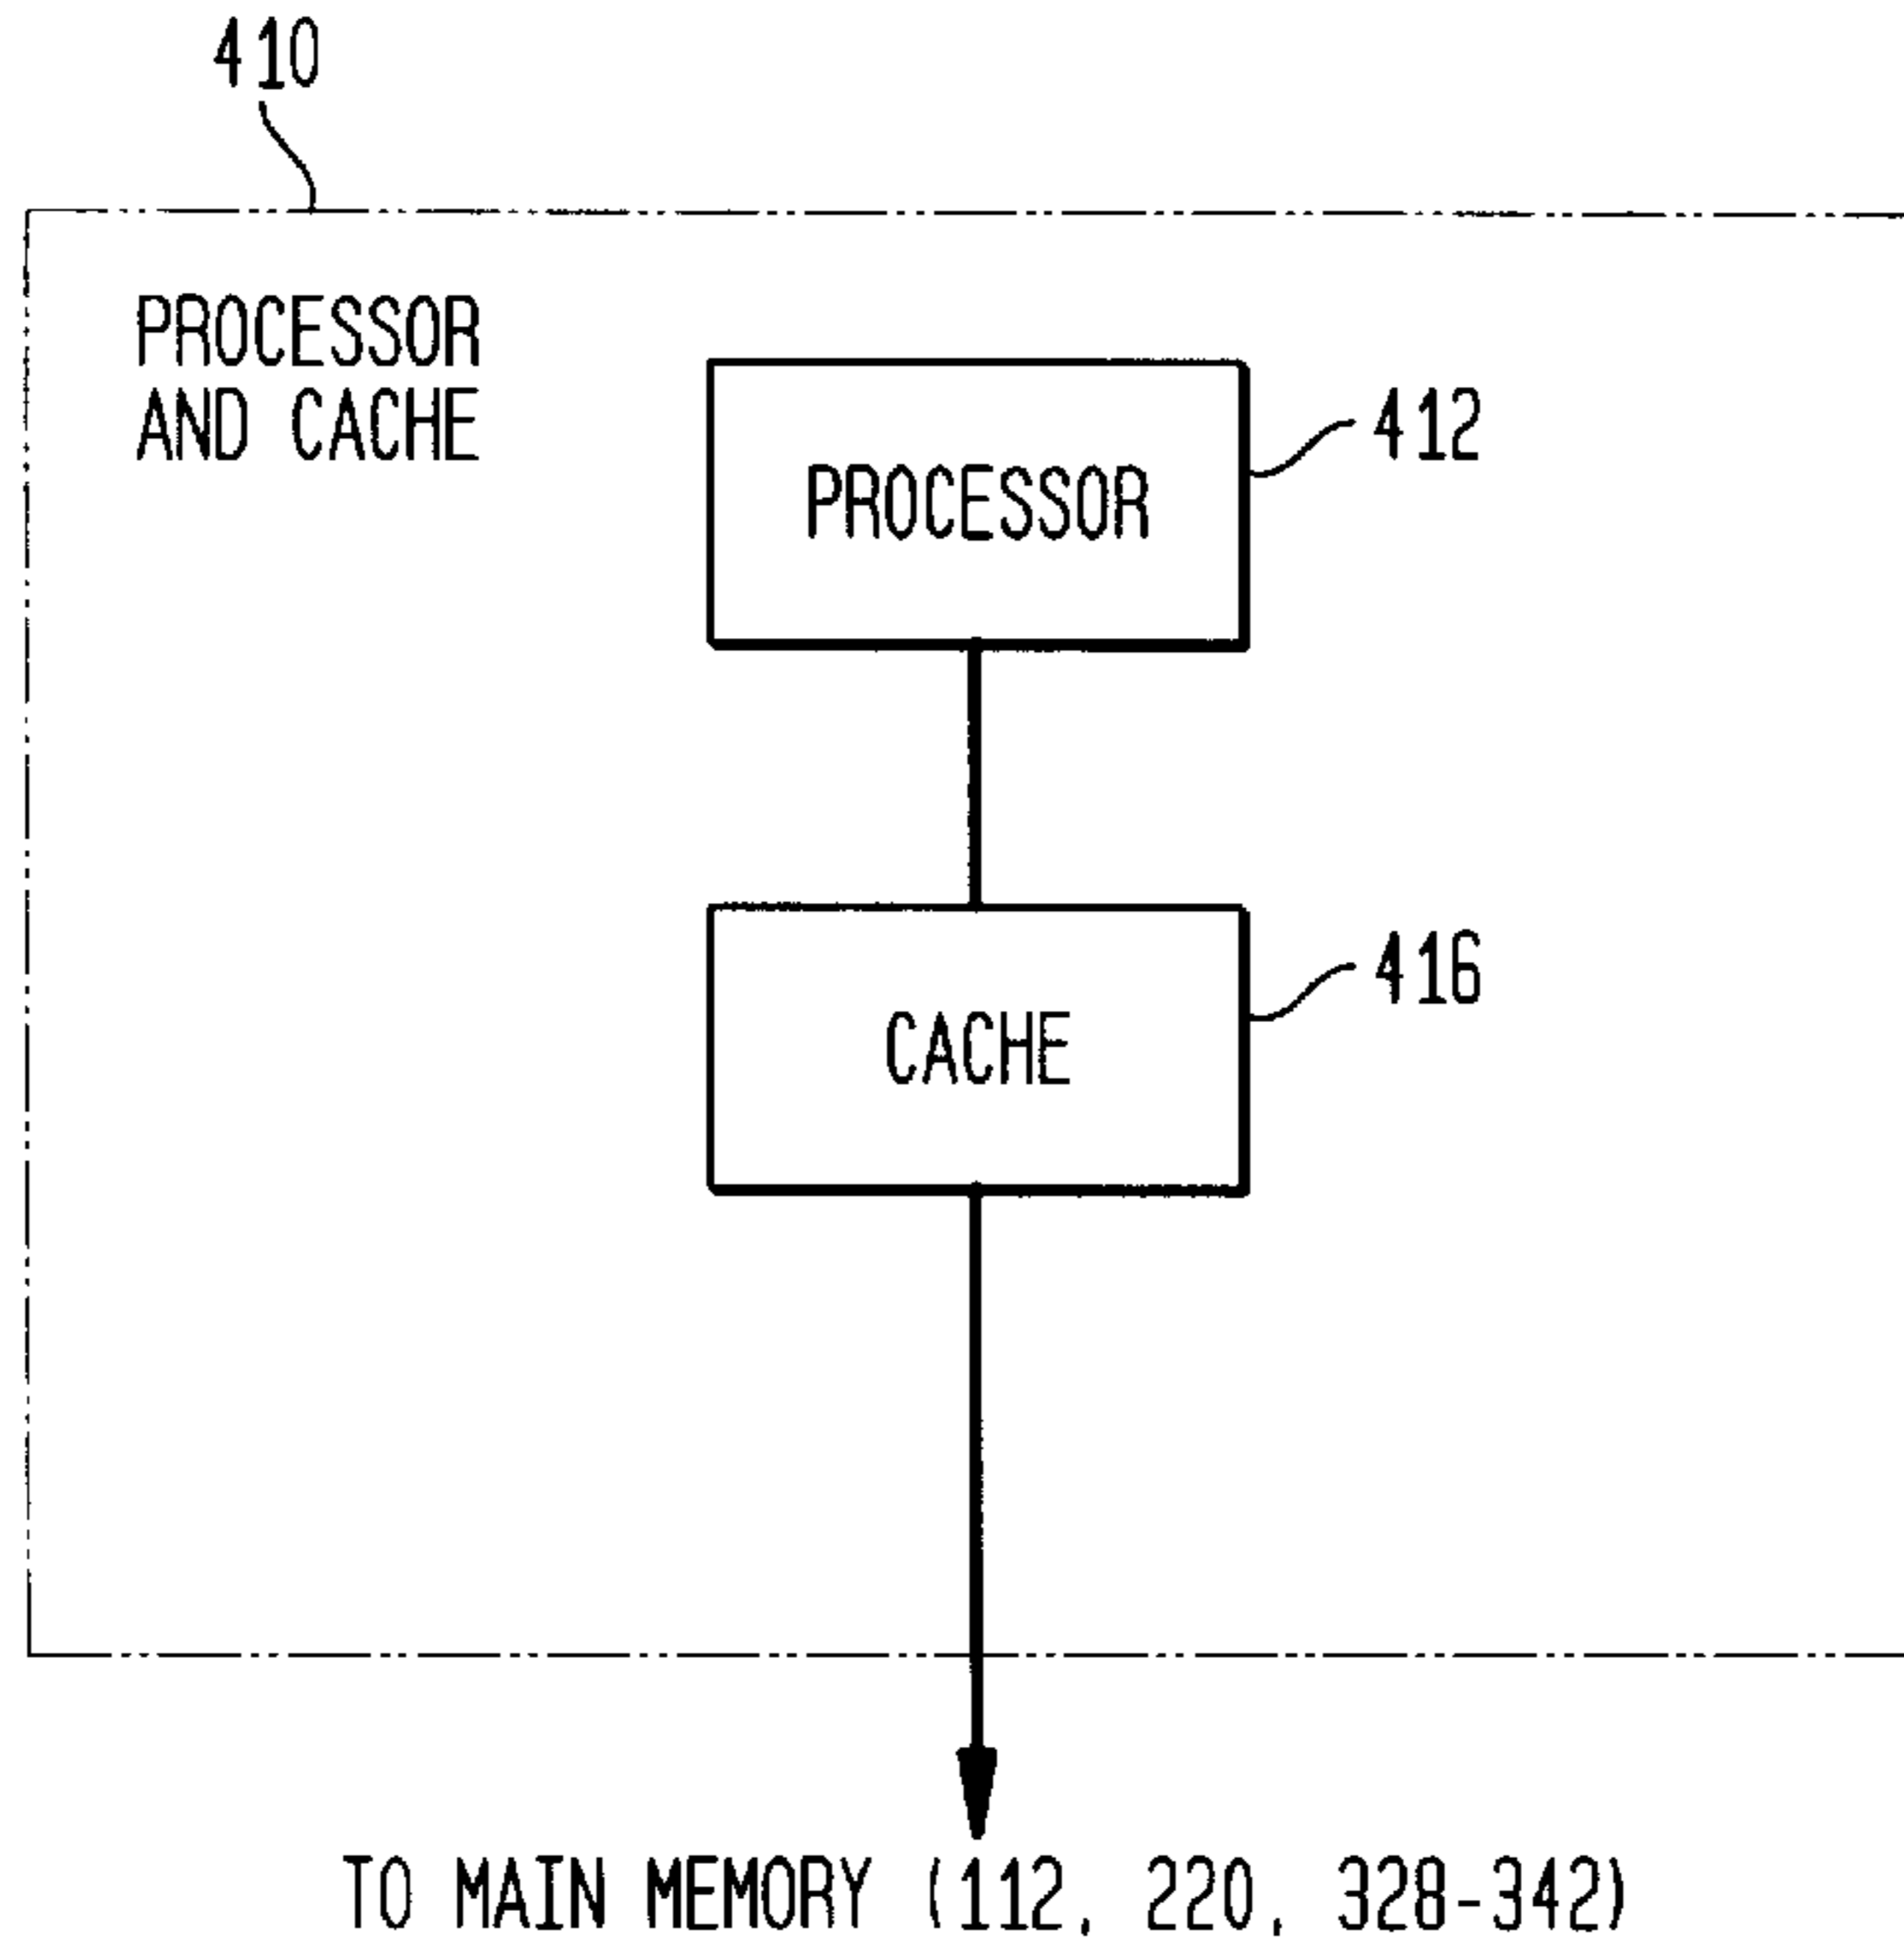 410
PROCESSOR
AND CACHE
412
PROCESSOR
416
CACHE
TO MAIN MEMORY (112, 220, 328-342)